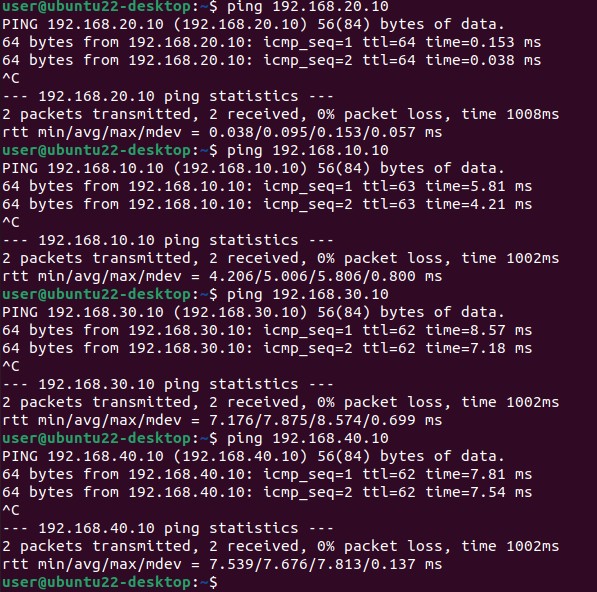 user@ubuntu22-desktop:~$ ping 192.168.20.10
PING 192.168.20.10 (192.168.20.10) 56(84) bytes of data.
64 bytes from 192.168.20.10: icmp_seq=1 ttl=64 time=0.153 ms
64 bytes from 192.168.20.10: icmp_seq=2 ttl=64 time=0.038 ms
^C
--- 192.168.20.10 ping statistics ---
2 packets transmitted, 2 received, 0% packet loss, time 1008ms
rtt min/avg/max/mdev = 0.038/0.095/0.153/0.057 ms
user@ubuntu22-desktop:~$ ping 192.168.10.10
PING 192.168.10.10 (192.168.10.10) 56(84) bytes of data.
64 bytes from 192.168.10.10: icmp_seq=1 ttl=63 time=5.81 ms
64 bytes from 192.168.10.10: icmp_seq=2 ttl=63 time=4.21 ms
^C
--- 192.168.10.10 ping statistics ---
2 packets transmitted, 2 received, 0% packet loss, time 1002ms
rtt min/avg/max/mdev = 4.206/5.006/5.806/0.800 ms
user@ubuntu22-desktop:~$ ping 192.168.30.10
PING 192.168.30.10 (192.168.30.10) 56(84) bytes of data.
64 bytes from 192.168.30.10: icmp_seq=1 ttl=62 time=8.57 ms
64 bytes from 192.168.30.10: icmp_seq=2 ttl=62 time=7.18 ms
^C
--- 192.168.30.10 ping statistics ---
2 packets transmitted, 2 received, 0% packet loss, time 1002ms
rtt min/avg/max/mdev = 7.176/7.875/8.574/0.699 ms
user@ubuntu22-desktop:~$ ping 192.168.40.10
PING 192.168.40.10 (192.168.40.10) 56(84) bytes of data.
64 bytes from 192.168.40.10: icmp_seq=1 ttl=62 time=7.81 ms
64 bytes from 192.168.40.10: icmp_seq=2 ttl=62 time=7.54 ms
^C
--- 192.168.40.10 ping statistics ---
2 packets transmitted, 2 received, 0% packet loss, time 1002ms
rtt min/avg/max/mdev = 7.539/7.676/7.813/0.137 ms
user@ubuntu22-desktop:~$